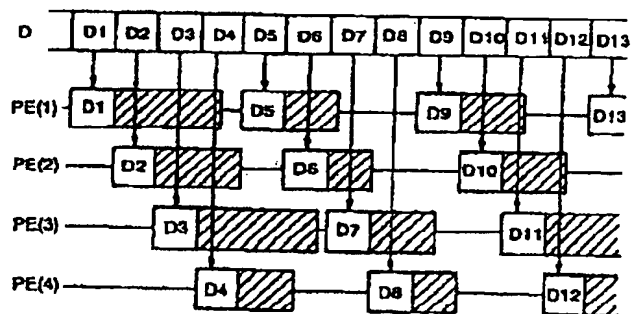 D D1 D2 D3 D4 D5 D6 D7 D8 D9 D10 D11 D12 D13
PE(1) D1 D5 D9 D13
PE(2) D2 D6 D10
PE(3) D3 D7 D11
PE(4) D4 D8 D12